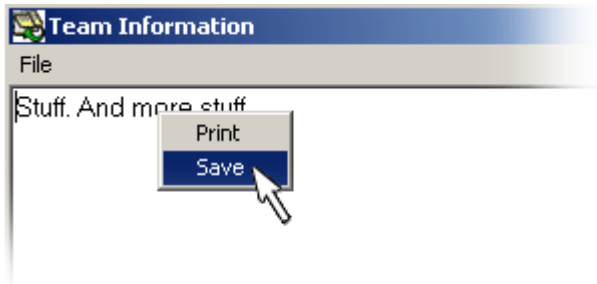 Team Information
File
Stuff. And more stuff
Print
Save